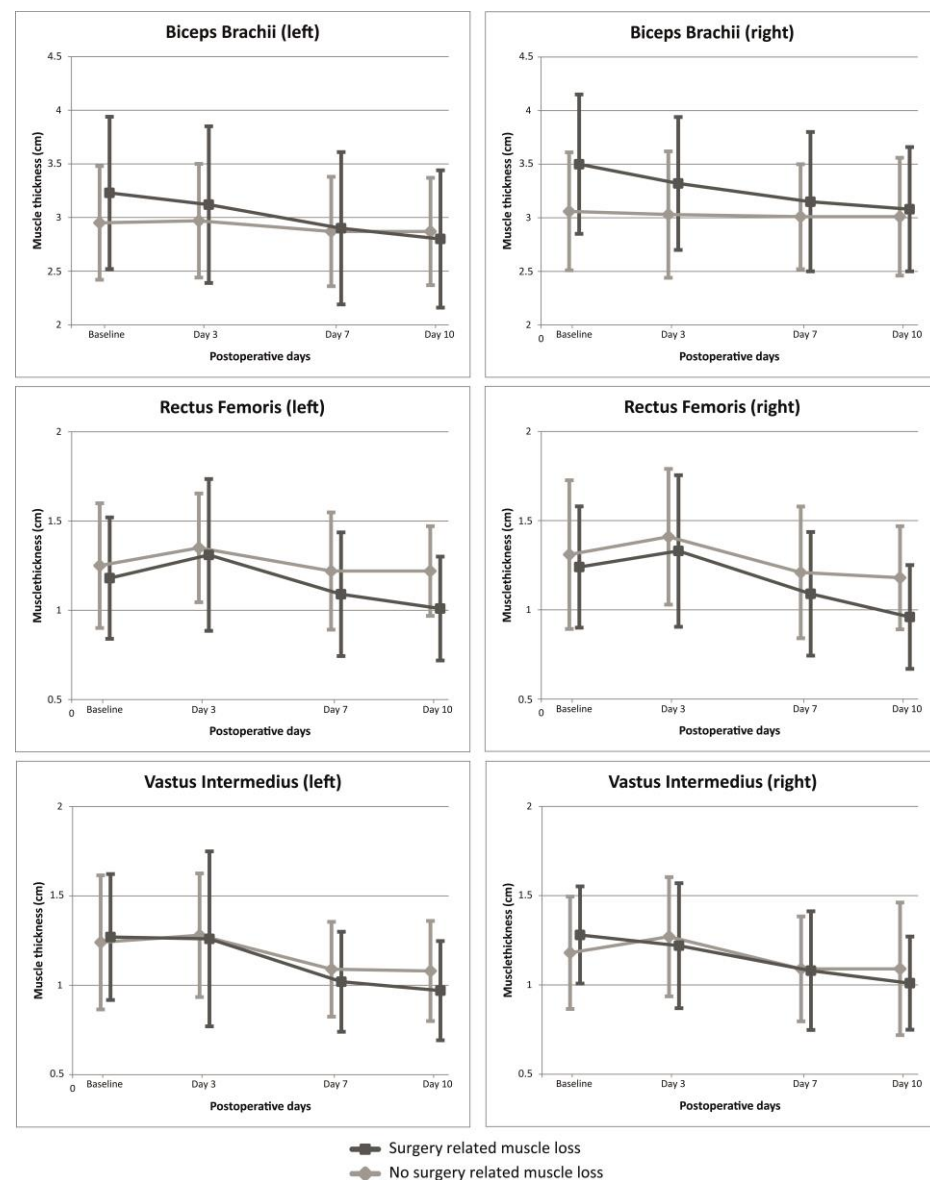 Biceps Brachii (left)
4.5
4
3.5
3
2.5
2
Muscle thickness (cm)
Baseline Day 3 Day 7 Day 10
Postoperative days
Biceps Brachii (right)
4.5
4
3.5
3
2.5
2
0
Muscle thickness (cm)
Baseline Day 3 Day 7 Day 10
Postoperative days
Rectus Femoris (left)
2
1.5
1
0.5
0
Musclethickness (cm)
Baseline Day 3 Day 7 Day 10
Postoperative days
Rectus Femoris (right)
2
1.5
1
0.5
0
Musclethickness (cm)
Baseline Day 3 Day 7 Day 10
Postoperative days
Vastus Intermedius (left)
2
1.5
1
0.5
0
Muscle thickness (cm)
Baseline Day 3 Day 7 Day 10
Postoperative days
Vastus Intermedius (right)
2
1.5
1
0.5
0
Musclethickness (cm)
Baseline Day 3 Day 7 Day 10
Postoperative days
Surgery related muscle loss
No surgery related muscle loss